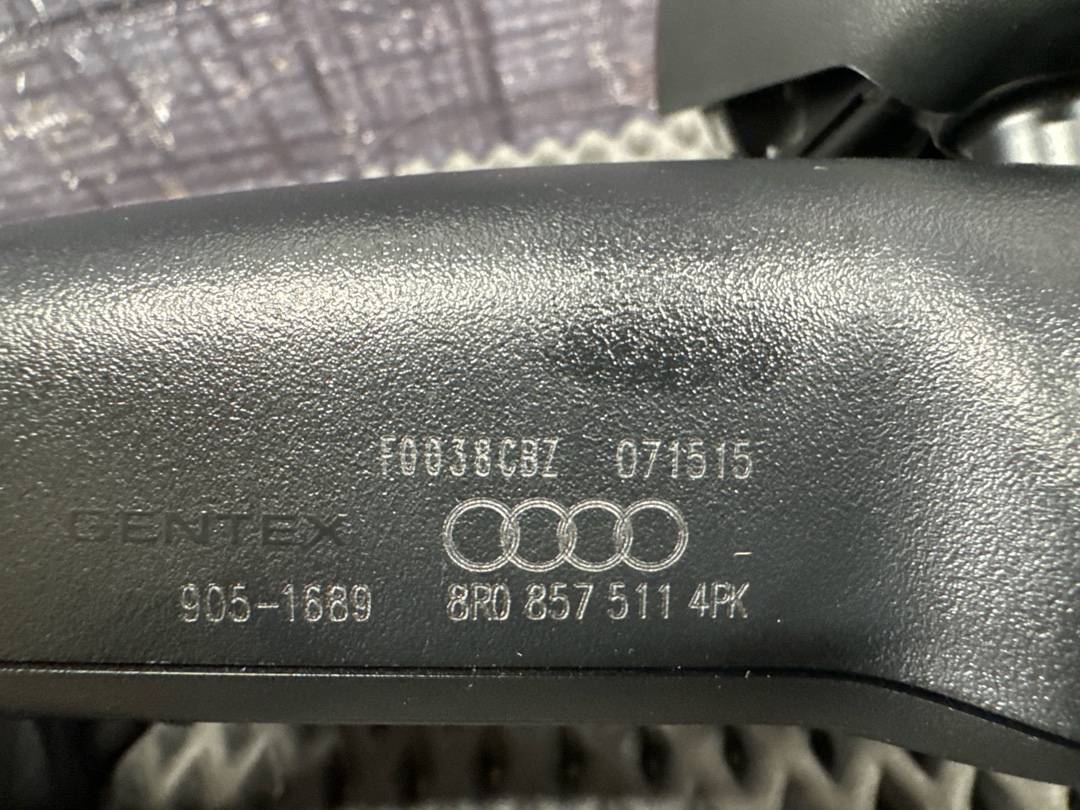 F0038CBZ 071515
GENTEX
905-1689 8R0 857 511 4PK